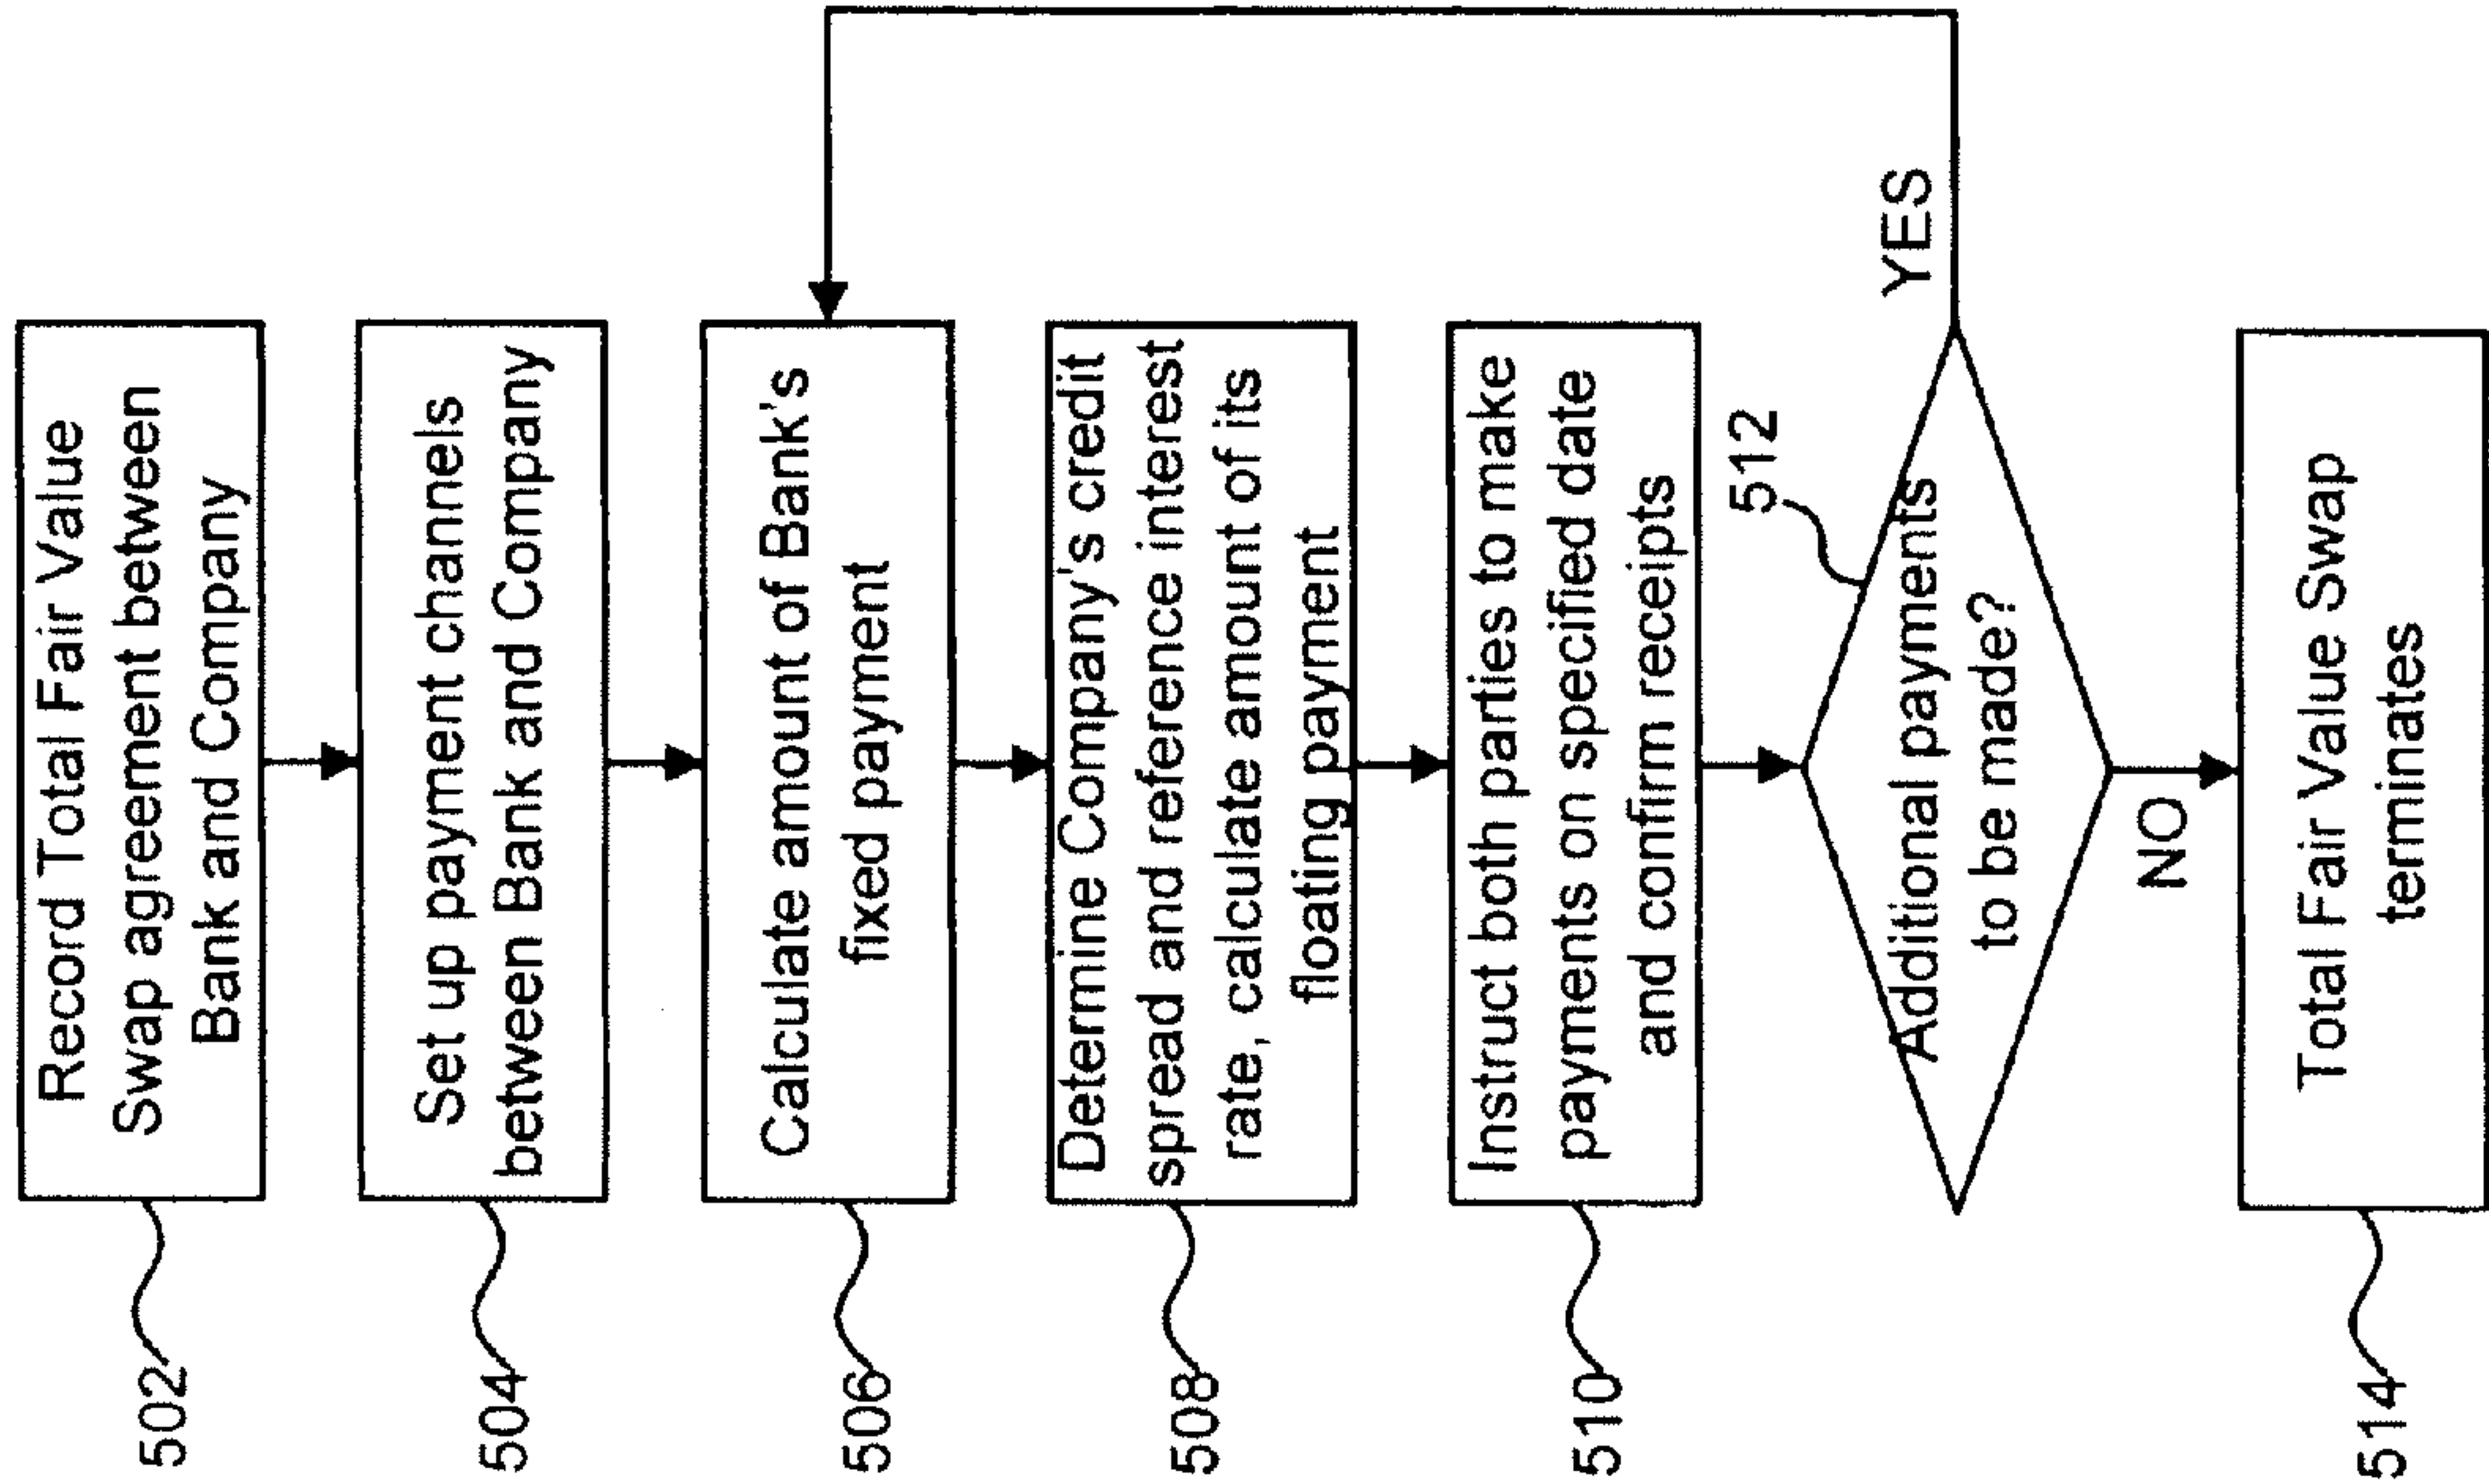 502
Record Total Fair Value
Swap agreement between
Bank and Company
504
Set up payment channels
between Bank and Company
506
Calculate amount of Bank's
fixed payment
508
Determine Company's credit
spread and reference interest
rate, calculate amount of its
floating payment
510
Instruct both parties to make
payments on specified date
and confirm receipts
512
Additional payments
to be made?
YES
NO
514
Total Fair Value Swap
terminates